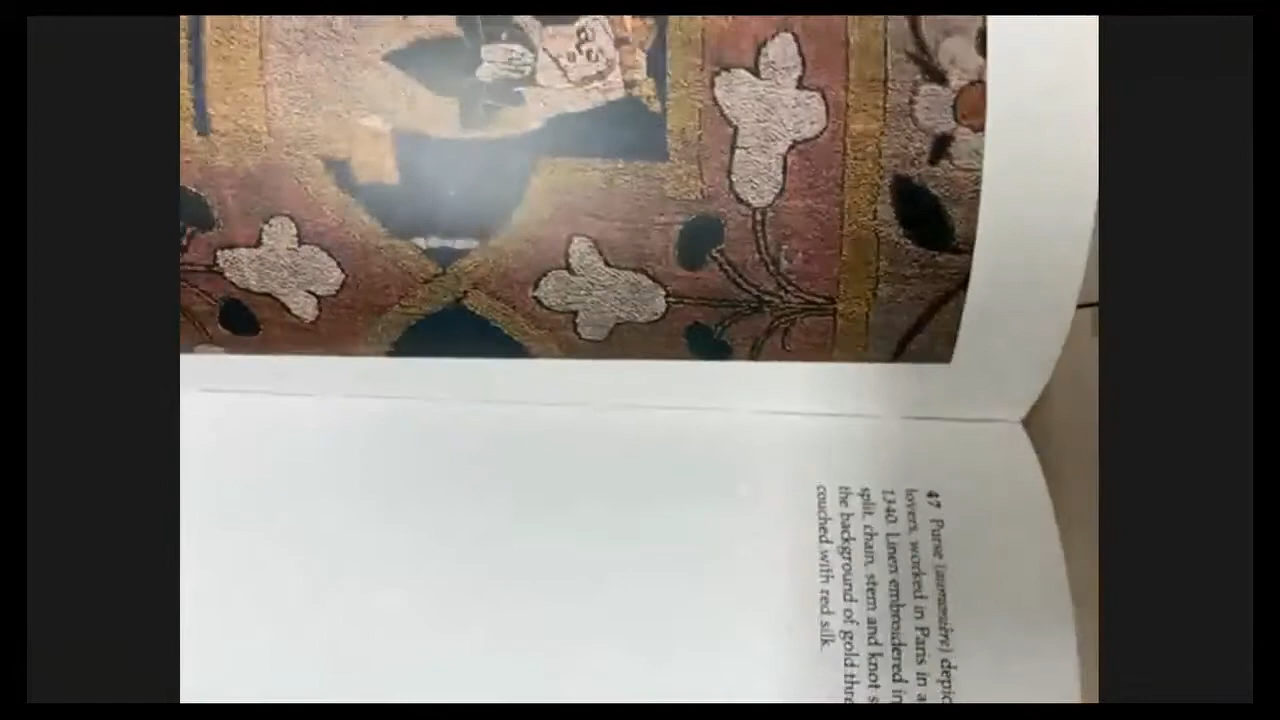 47 Purse (aumonière) depic
lovers, worked in Paris in a
1340. Linen embroidered in
split, chain, stem and knot s
the background of gold thre
couched with red silk.